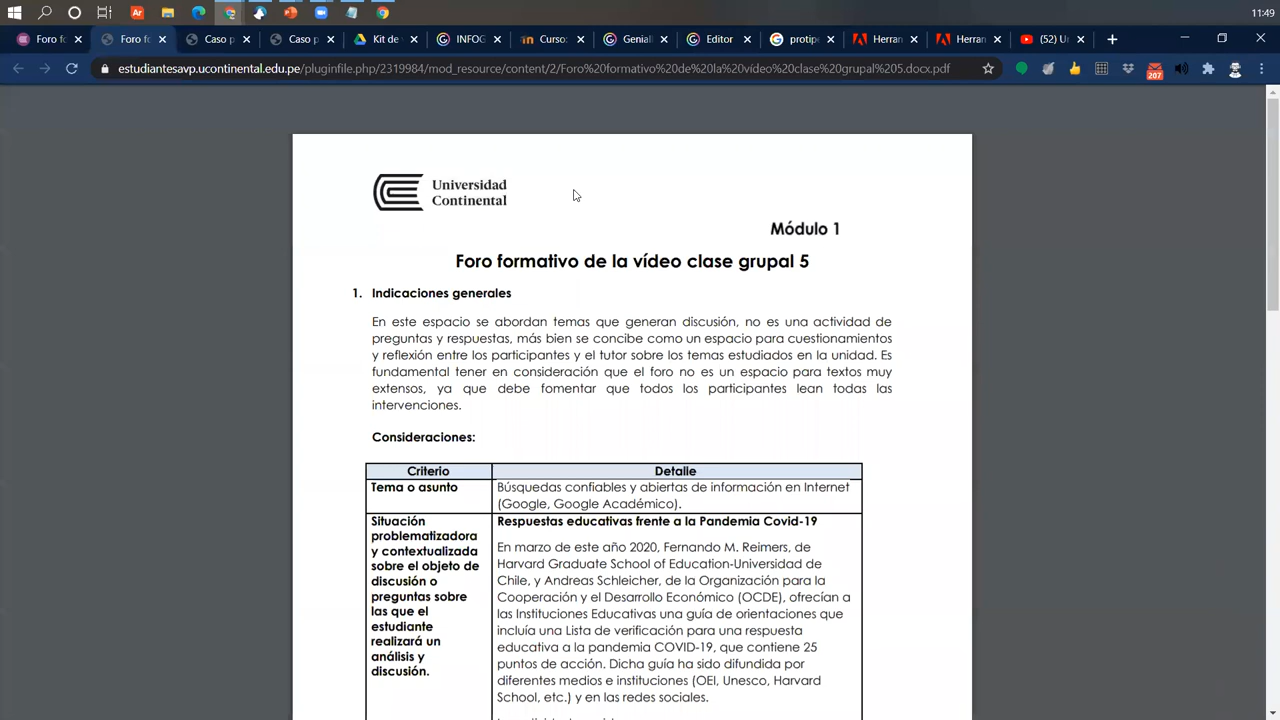 11:49
Foro fo
Foro fo
Caso p
Caso p
Kit de
INFOG
Curso:
Geniall
Editor
protipe
Herran
Herran
(52) U
estudiantesavp.ucontinental.edu.pe/pluginfile.php/2319984/mod_resource/content/2/Foro%20formativo%20de%20la%20vídeo%20clase%20grupal%205.docx.pdf
207
Universidad
Continental
Módulo 1
Foro formativo de la vídeo clase grupal 5
1. Indicaciones generales
En este espacio se abordan temas que generan discusión, no es una actividad de
preguntas y respuestas, más bien se concibe como un espacio para cuestionamientos
y reflexión entre los participantes y el tutor sobre los temas estudiados en la unidad. Es
fundamental tener en consideración que el foro no es un espacio para textos muy
extensos, ya que debe fomentar que todos los participantes lean todas las
intervenciones.
Consideraciones:
Criterio
Detalle
Tema o asunto
Búsquedas confiables y abiertas de información en Internet
(Google, Google Académico).
Situación
problematizadora
y contextualizada
sobre el objeto de
discusión o
preguntas sobre
las que el
estudiante
realizará un
análisis y
discusión.
Respuestas educativas frente a la Pandemia Covid-19
En marzo de este año 2020, Fernando M. Reimers, de
Harvard Graduate School of Education-Universidad de
Chile, y Andreas Schleicher, de la Organización para la
Cooperación y el Desarrollo Económico (OCDE), ofrecían a
las Instituciones Educativas una guía de orientaciones que
incluía una Lista de verificación para una respuesta
educativa a la pandemia COVID-19, que contiene 25
puntos de acción. Dicha guía ha sido difundida por
diferentes medios e instituciones (OEI, Unesco, Harvard
School, etc.) y en las redes sociales.